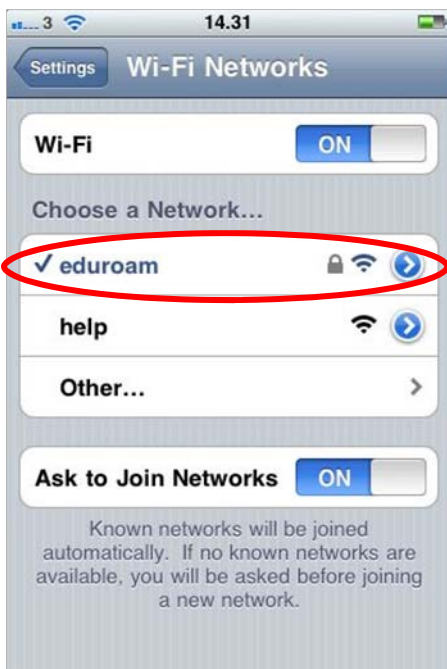 3 14.31
Settings Wi-Fi Networks
Wi-Fi ON
Choose a Network...
eduroam
help
Other...
Ask to Join Networks ON
Known networks will be joined
automatically. If no known networks are
available, you will be asked before joining
a new network.